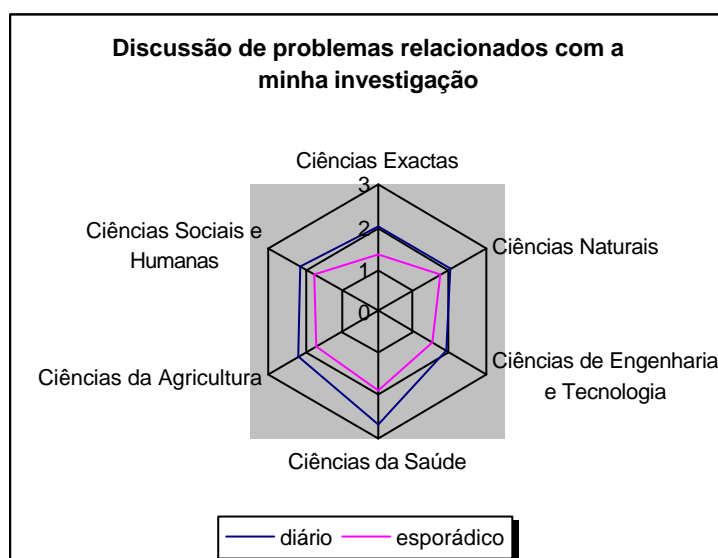 Discussão de problemas relacionados com a
minha investigação
Ciências Exactas
3
Ciências Sociais e
Humanas
2
Ciências Naturais
1
0
Ciências da Agricultura
Ciências de Engenharia
e Tecnologia
Ciências da Saúde
diário
esporádico